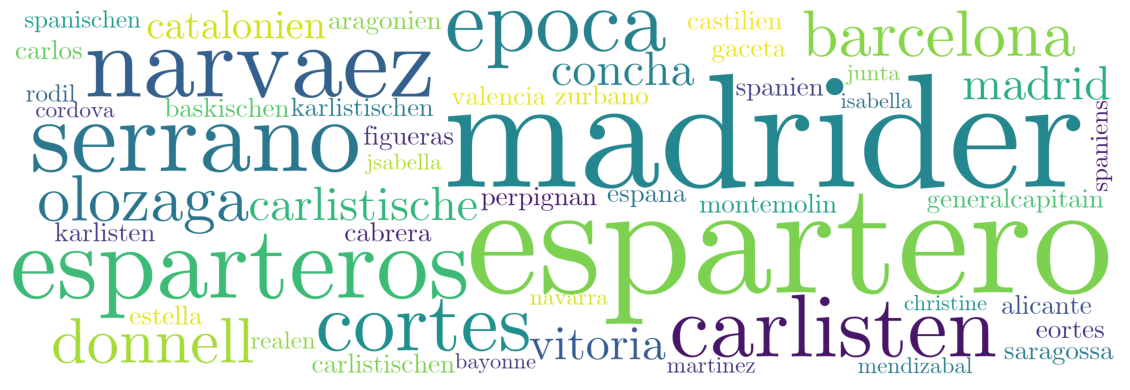 spanischen
catalonien
aragonien
epoca
castilien
barcelona
carlos
narvaez
gaceta
concha
junta
madrid
rodil
spanien
isabella
cordova
baskischen
karlistischen
valencia
zurbano
madrider
spaniens
serrano
figueras
jsabella
olozaga
carlistische
perpignan
espana
montemolin
generalcapitain
karlisten
cabrera
esparteros
espartero
navarra
estella
cortes
carlisten
christine
alicante
donnell
realen
vitoria
eortes
carlistischen
bayonne
martinez
mendizabal
saragossa